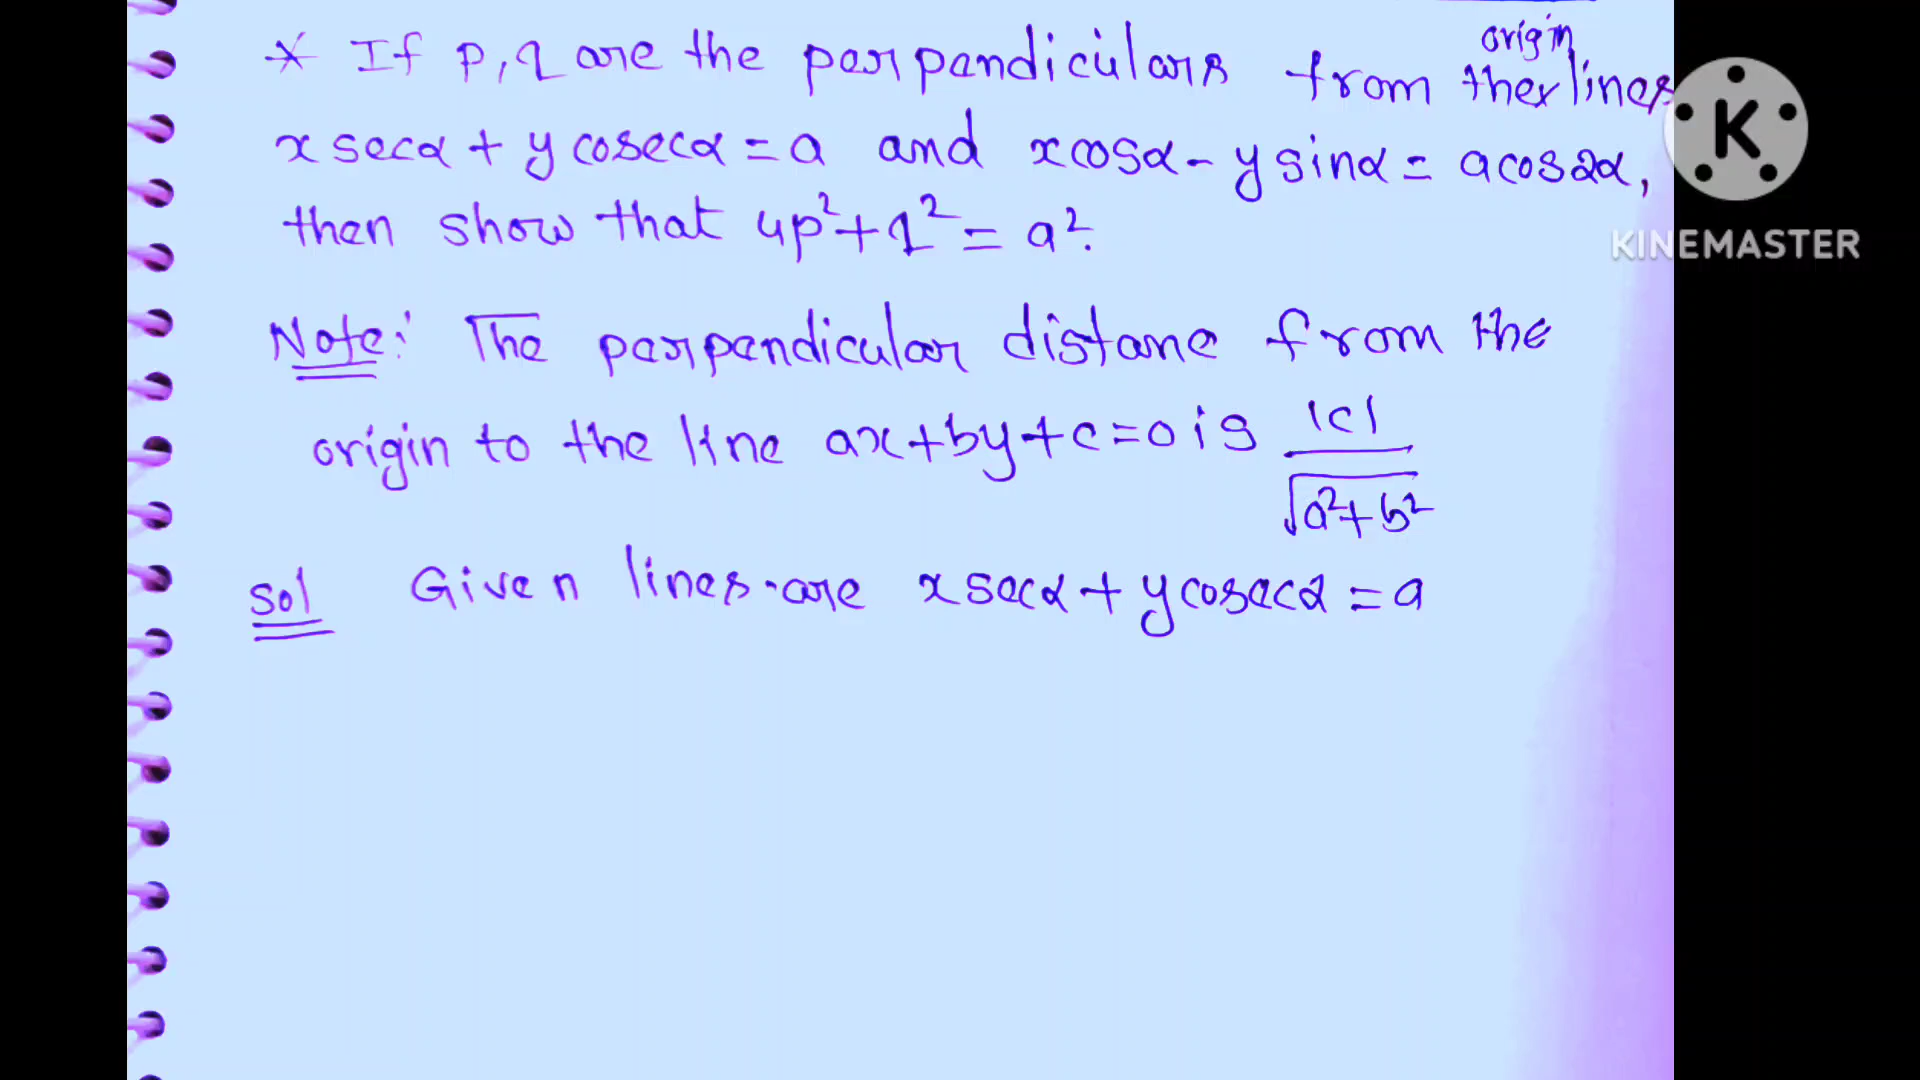 origin
* If p,q are the perpendiculars from the lines
x secα + y cosecα = a and x cosα - y sinα = a cos2α,
then show that 4p²+q² = a².
Note: The perpendicular distane from the
origin to the line ax+by+c=0 is |c|/√a²+b²
Sol Given lines are x secα + y cosecα = a
K
KINEMASTER